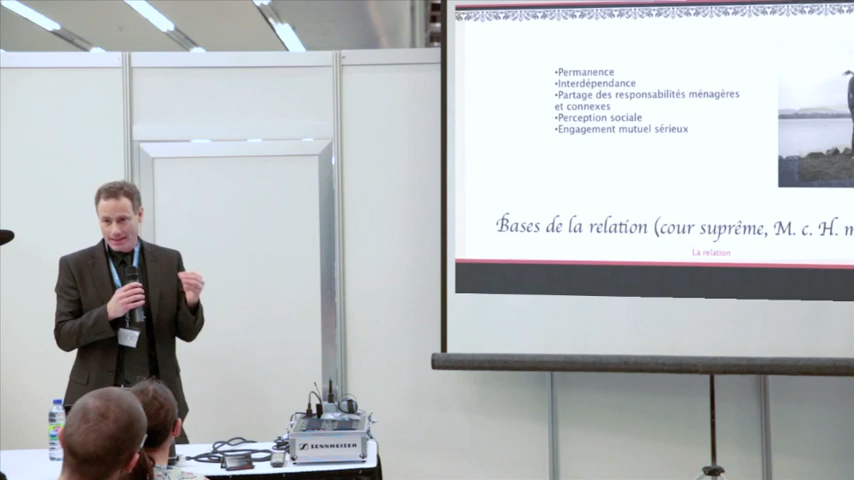 •Permanence
•Interdépendance
•Partage des responsabilités ménagères
et connexes
•Perception sociale
•Engagement mutuel sérieux
Bases de la relation (cour suprême, M. c. H. m
La relation
SENNHEISER